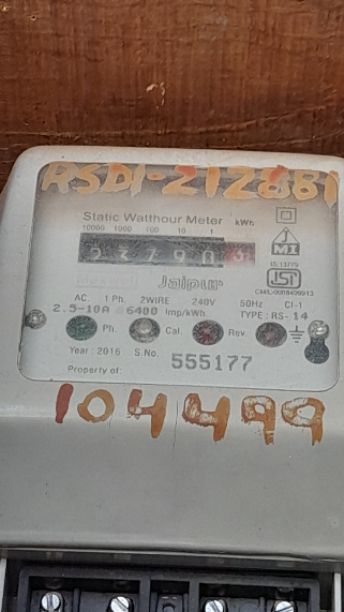 RSDI-212881
Static Watthour Meter kWh
10000 1000 100 10 1
Jaipur
IS:13779
AC. 1 Ph. 2WIRE 240V 50Hz Cl-1
2.5-10A 6400 Imp/kWh TYPE: RS-14
Ph. Cal. Rev.
Year: 2016 S.No. 555177
Property of:
104499